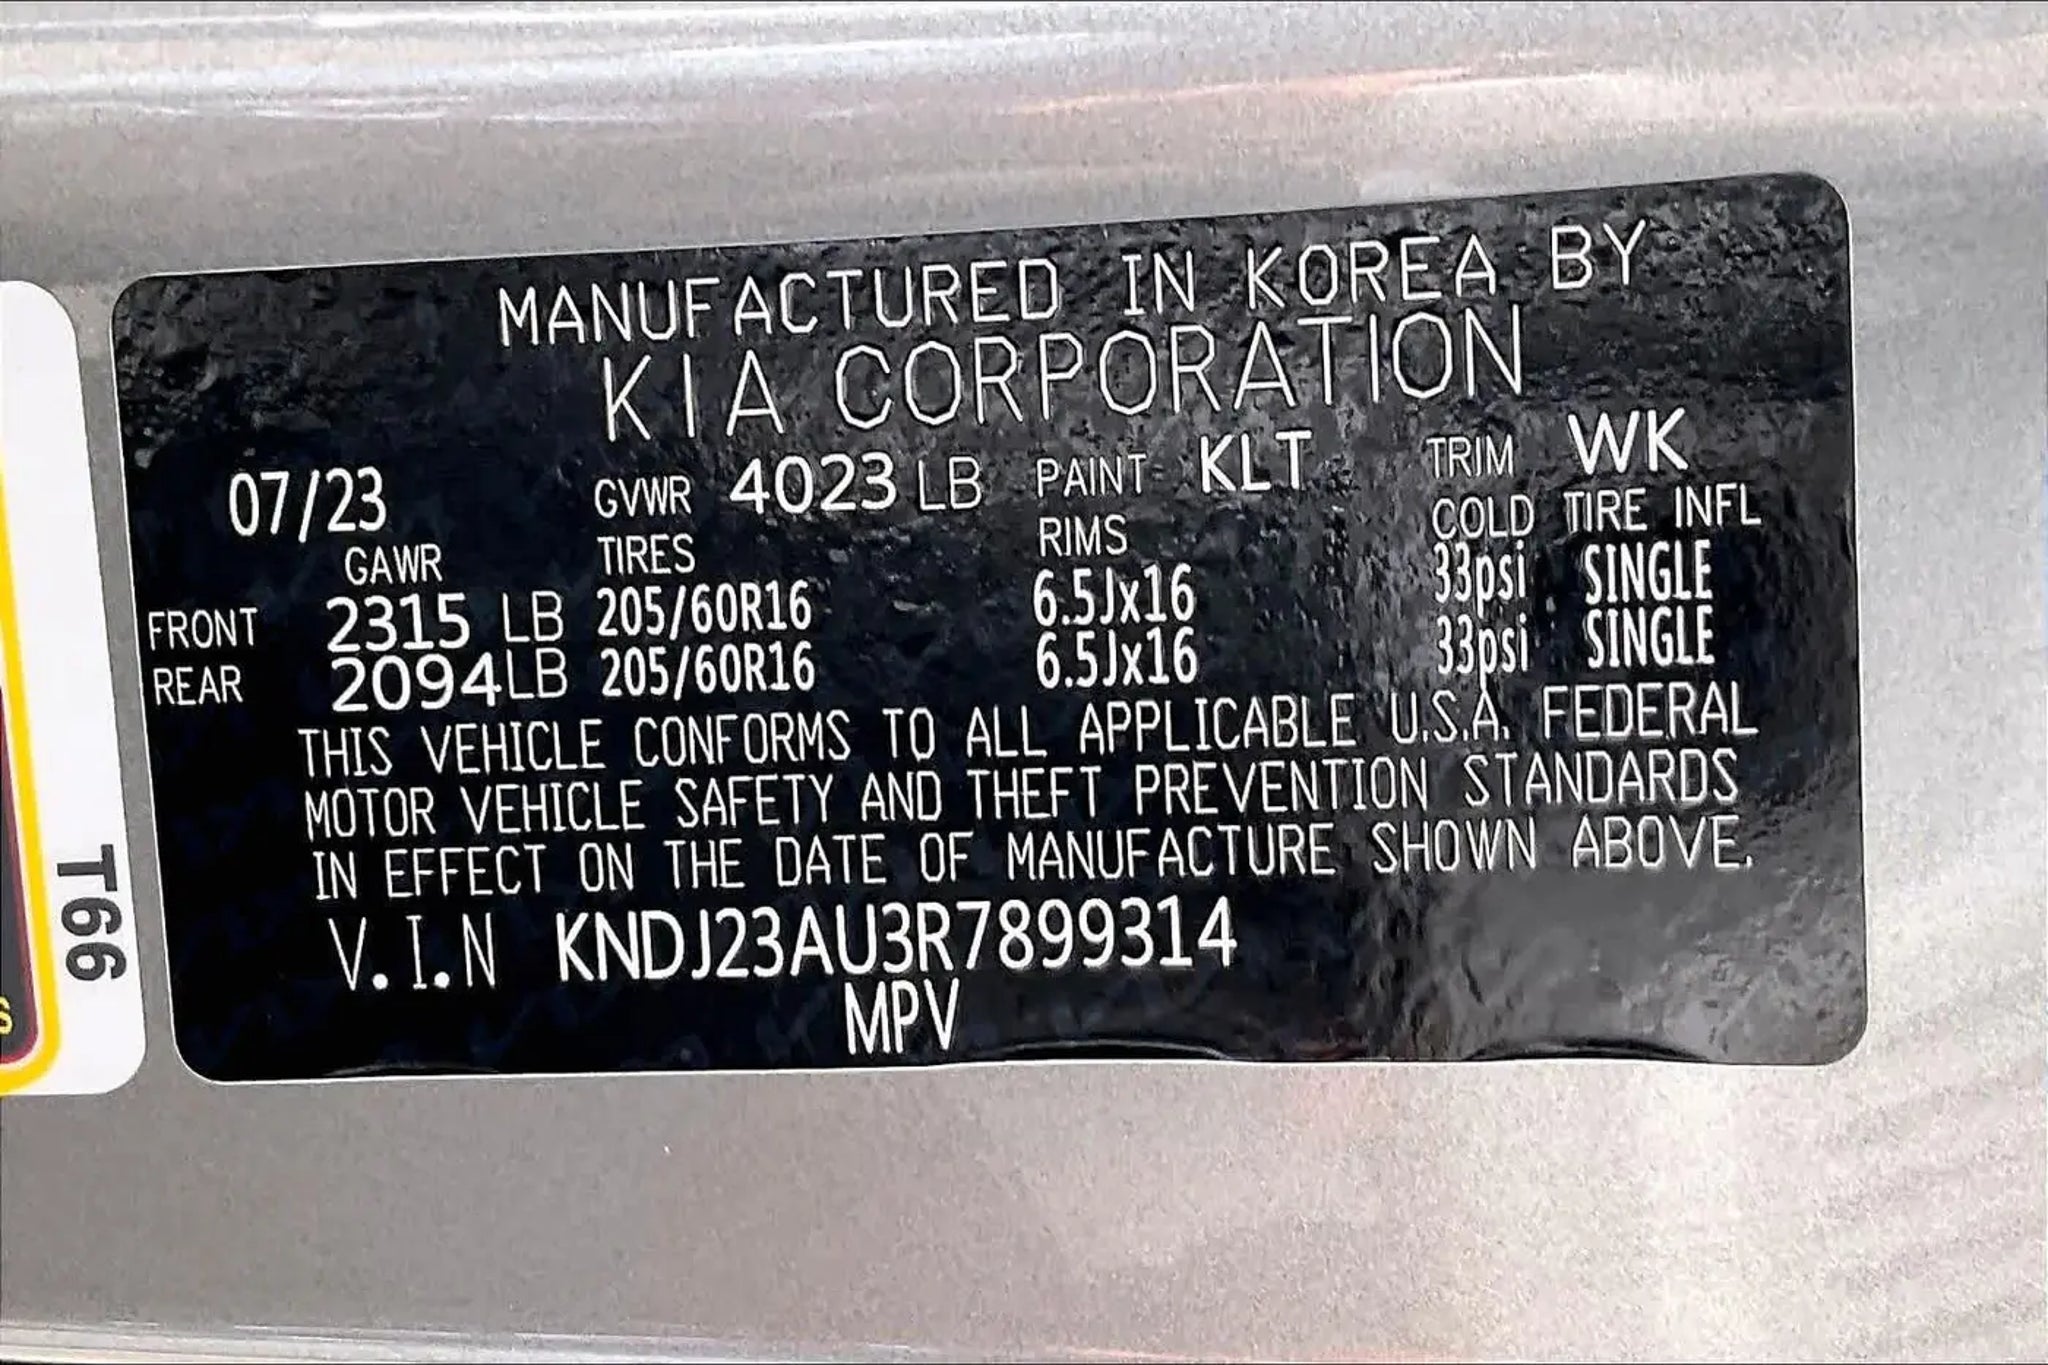 MANUFACTURED IN KOREA BY
KIA CORPORATION
07/23 GVWR 4023 LB PAINT KLT TRIM WK
GAWR TIRES RIMS COLD TIRE INFL
FRONT 2315 LB 205/60R16 6.5Jx16 33psi SINGLE
REAR 2094 LB 205/60R16 6.5Jx16 33psi SINGLE
THIS VEHICLE CONFORMS TO ALL APPLICABLE U.S.A. FEDERAL
MOTOR VEHICLE SAFETY AND THEFT PREVENTION STANDARDS
IN EFFECT ON THE DATE OF MANUFACTURE SHOWN ABOVE.
V.I.N KNDJ23AU3R7899314
MPV
T66
S